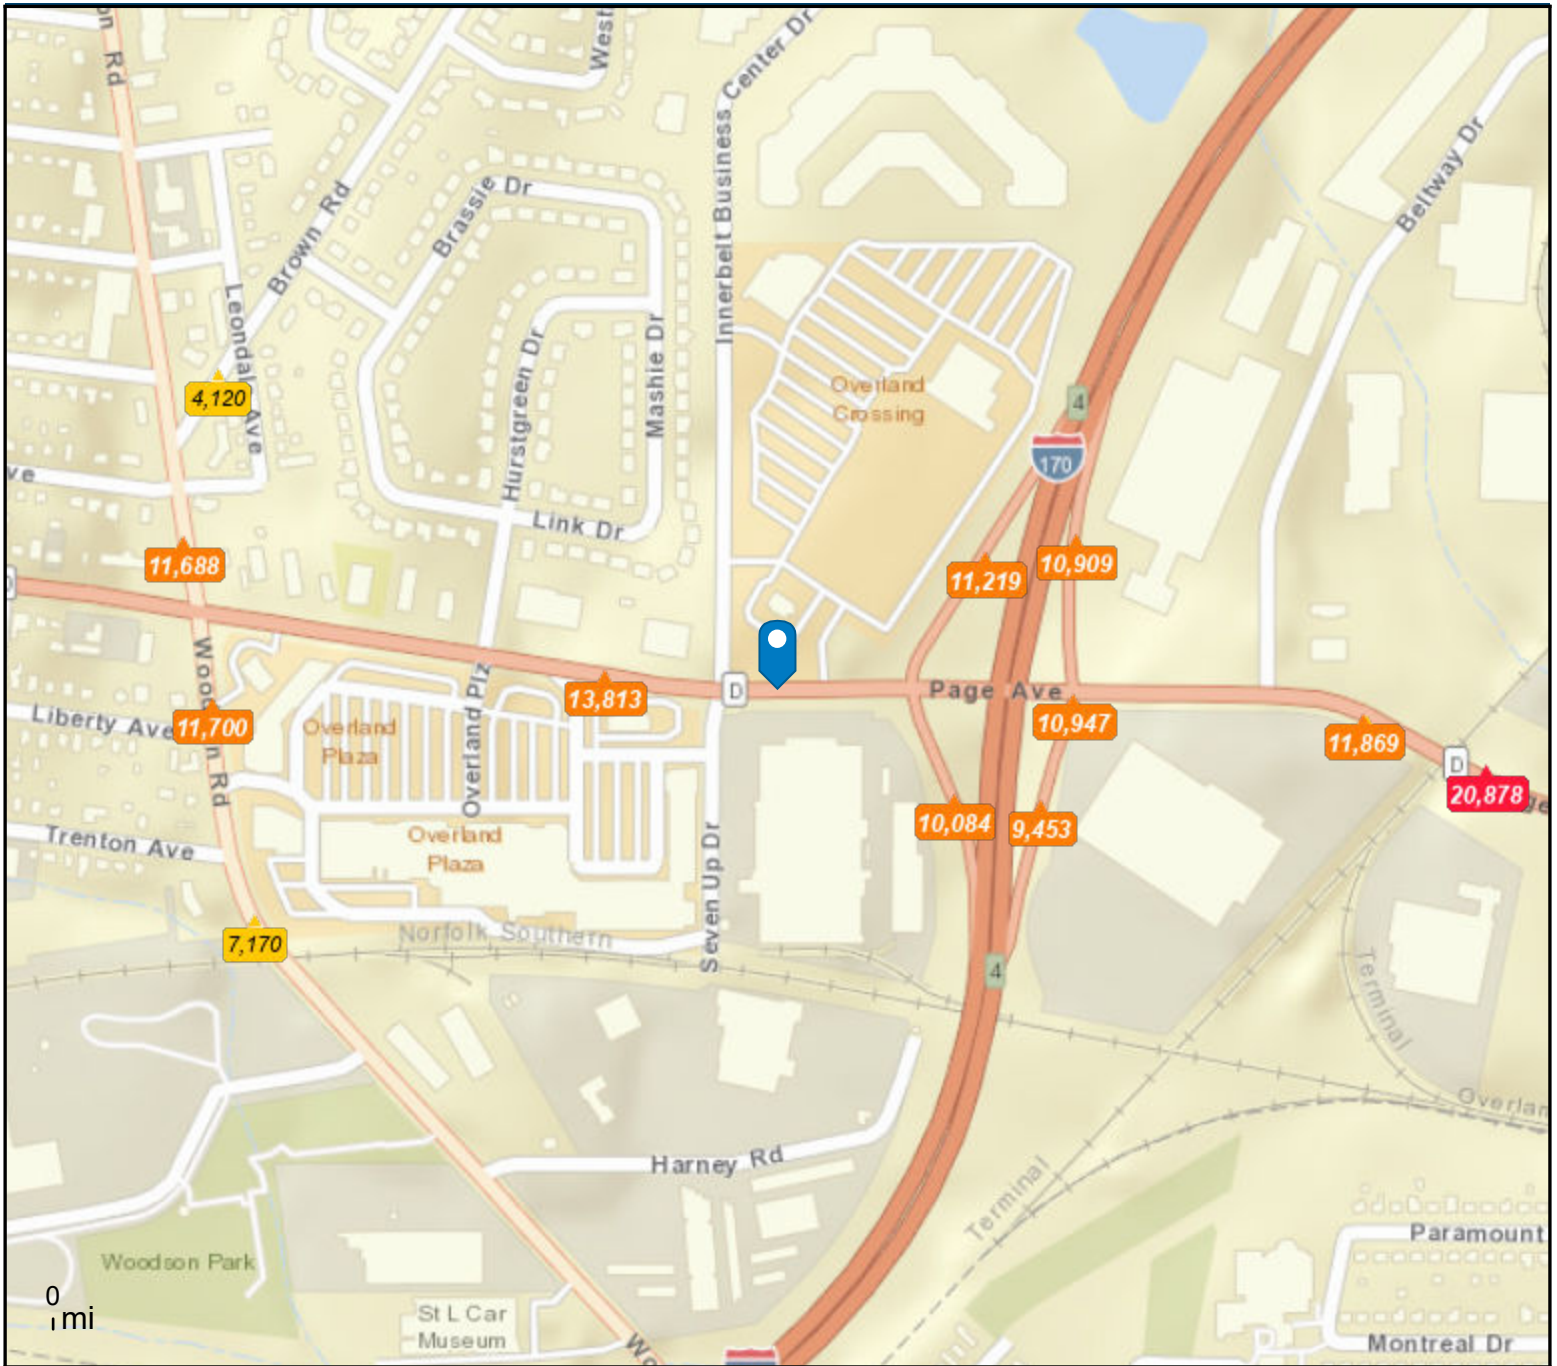 on Rd
West
Innerbelt Business Center Dr
Beltway Dr
Brassie Dr
Brown Rd
Leondale Ave
Hurstgreen Dr
Mashie Dr
4,120
Overland
Crossing
4
170
ve
Link Dr
11,688
11,219
10,909
D
13,813
D
Page Ave
Woodson Rd
Liberty Ave
11,700
Overland
Plaza
Overland Plz
10,947
11,869
D
20,878
ge
Trenton Ave
Overland
Plaza
Seven Up Dr
10,084
9,453
7,170
Norfolk Southern
4
Terminal
Overlan
Harney Rd
Terminal
Woodson Park
Paramount
0
mi
St L Car
Museum
Wo
Montreal Dr